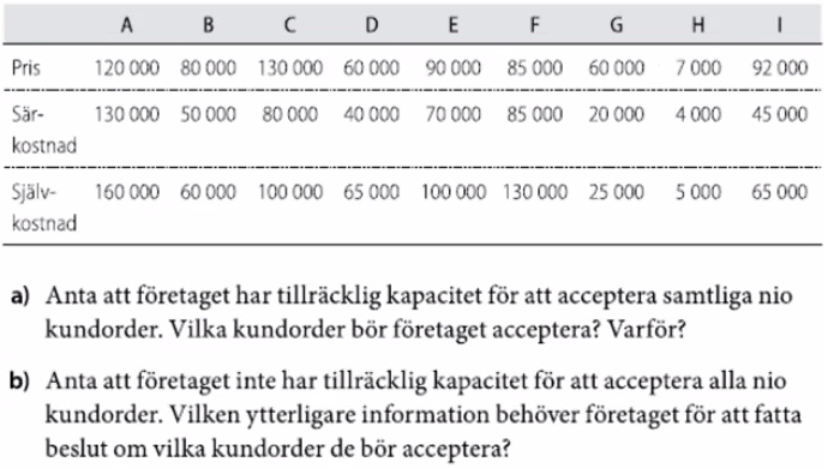 A B C D E F G H I
Pris 120 000 80 000 130 000 60 000 90 000 85 000 60 000 7 000 92 000
Sär- 130 000 50 000 80 000 40 000 70 000 85 000 20 000 4 000 45 000
kostnad
Själv- 160 000 60 000 100 000 65 000 100 000 130 000 25 000 5 000 65 000
kostnad
a) Anta att företaget har tillräcklig kapacitet för att acceptera samtliga nio
kundorder. Vilka kundorder bör företaget acceptera? Varför?
b) Anta att företaget inte har tillräcklig kapacitet för att acceptera alla nio
kundorder. Vilken ytterligare information behöver företaget för att fatta
beslut om vilka kundorder de bör acceptera?